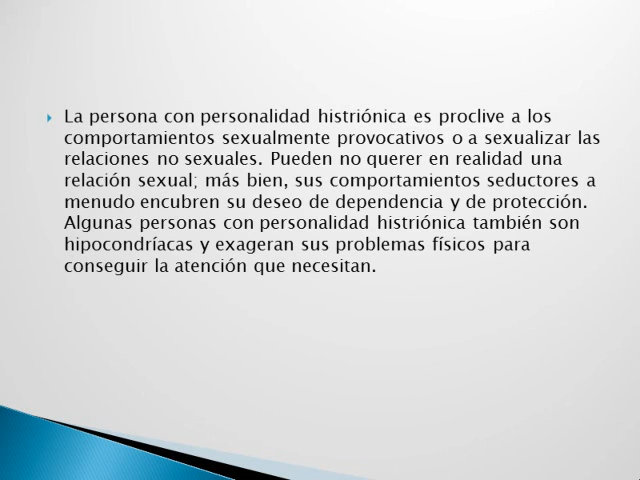 La persona con personalidad histriónica es proclive a los
comportamientos sexualmente provocativos o a sexualizar las
relaciones no sexuales. Pueden no querer en realidad una
relación sexual; más bien, sus comportamientos seductores a
menudo encubren su deseo de dependencia y de protección.
Algunas personas con personalidad histriónica también son
hipocondríacas y exageran sus problemas físicos para
conseguir la atención que necesitan.